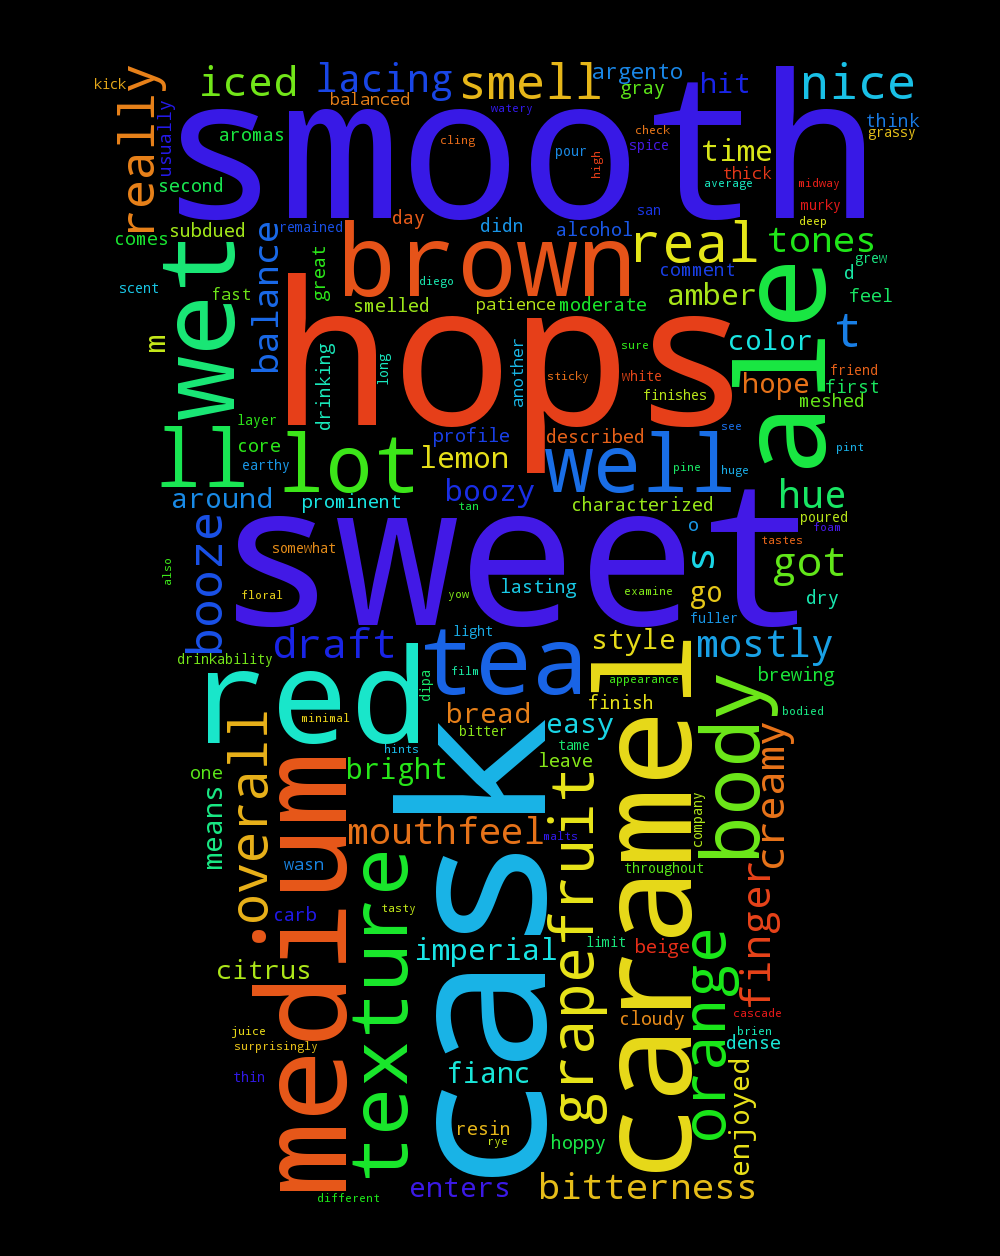 kick
really
usually
iced
lacing
smell
argento
gray
hit
nice
balanced
watery
think
grassy
aromas
smooth
cling
check
spice
pour
high
time
thick
average
midway
second
murky
deep
san
day
didn
alcohol
comes
subdued
remained
brown
real
tones
wet
balance
great
scent
fast
diego
comment
grew
d
feel
smelled
patience
moderate
amber
ale
m
hops
t
color
drinking
long
another
sure
sticky
white
finishes
hope
friend
first
meshed
layer
ll
lot
core
earthy
profile
described
see
pint
lemon
well
pine
huge
around
prominent
boozy
tan
characterized
hue
poured
foam
o
sweet
booze
somewhat
tastes
s
got
also
floral
yow
lasting
examine
go
dry
fuller
draft
light
style
mostly
drinkability
red
tea
film
dipa
appearance
brewing
caramel
body
finish
bodied
minimal
bread
bitter
easy
hints
tame
leave
overall
one
bright
cask
creamy
means
medium
mouthfeel
malts
grapefruit
company
wasn
texture
throughout
carb
tasty
finger
imperial
limit
beige
orange
citrus
cloudy
cascade
juice
surprisingly
brien
dense
thin
fianc
enjoyed
resin
rye
hoppy
enters
bitterness
different